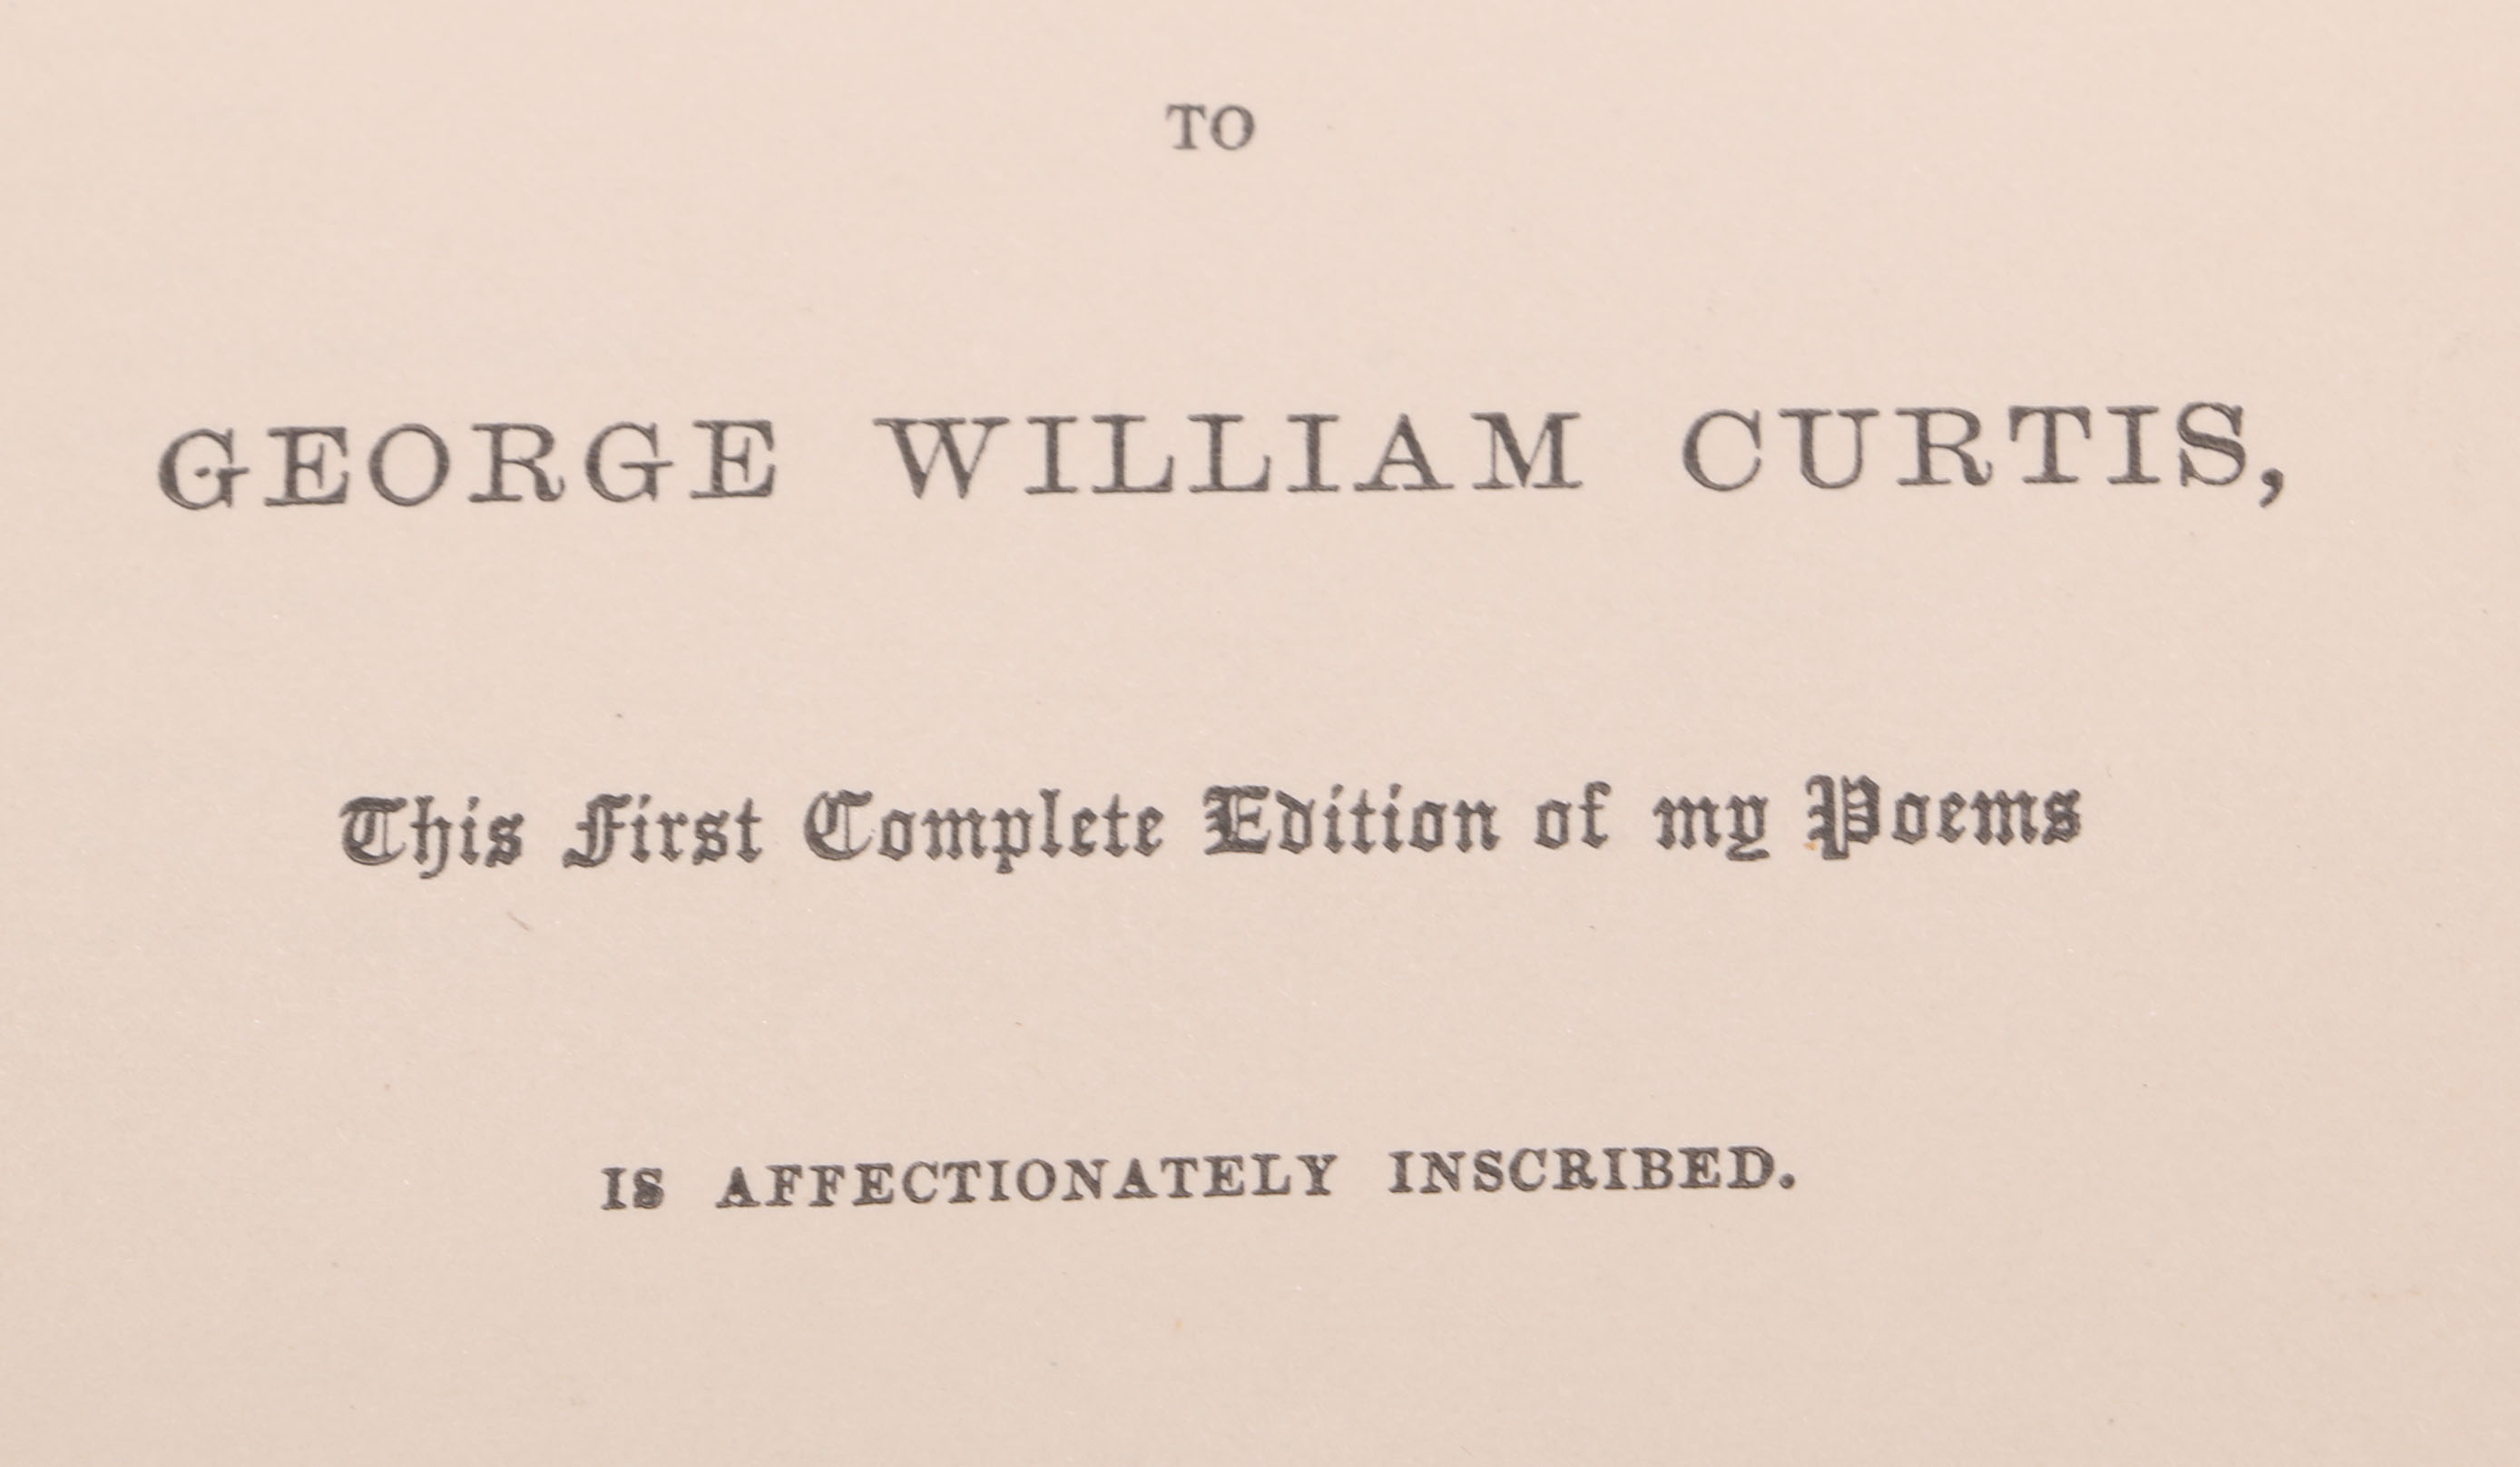 TO
GEORGE WILLIAM CURTIS,
This First Complete Edition of my Poems
IS AFFECTIONATELY INSCRIBED.